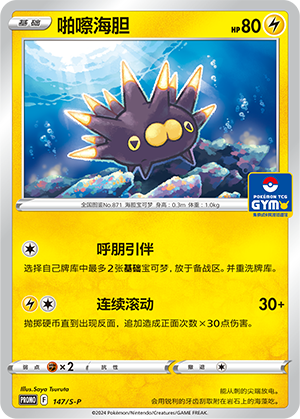 基础
啪嚓海胆
HP80
全国图鉴No.871 海胆宝可梦 身高：0.3m 体重：1.0kg
POKÉMON TCG
GYM
呼朋引伴
选择自己牌库中最多2张基础宝可梦，放于备战区。并重洗牌库。
连续滚动 30+
抛掷硬币直到出现反面，追加造成正面次数×30点伤害。
弱点 ×2 抗性 撤退
Illus.Saya Tsuruta
PROMO F 147/S-P
能从刺的尖端放电。
会用锐利的牙齿刮取附在岩石上的海藻吃。
©2024 Pokémon/Nintendo/Creatures/GAME FREAK.